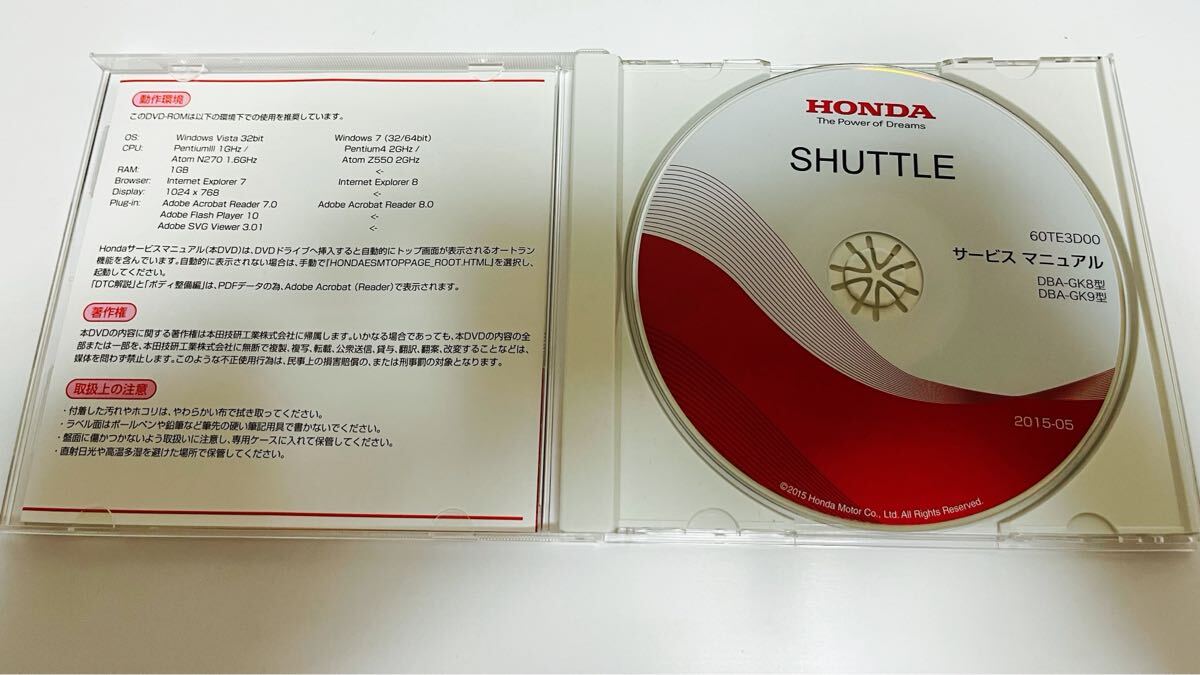 動作環境
このDVD-ROMは以下の環境下での使用を推奨しています。
OS: Windows Vista 32bit Windows 7 (32/64bit)
CPU: PentiumIII 1GHz / Pentium4 2GHz /
Atom N270 1.6GHz Atom Z550 2GHz
RAM: 1GB <-
Browser: Internet Explorer 7 Internet Explorer 8
Display: 1024 x 768 <-
Plug-in: Adobe Acrobat Reader 7.0 Adobe Acrobat Reader 8.0
Adobe Flash Player 10 <-
Adobe SVG Viewer 3.01 <-
Hondaサービスマニュアル(本DVD)は、DVDドライブへ挿入すると自動的にトップ画面が表示されるオートラン
機能を含んでいます。自動的に表示されない場合は、手動で「HONDAESMTOPPAGE_ROOT.HTML」を選択し、
起動してください。
「DTC解説」と「ボディ整備編」は、PDFデータの為、Adobe Acrobat (Reader)で表示されます。
著作権
本DVDの内容に関する著作権は本田技研工業株式会社に帰属します。いかなる場合であっても、本DVDの内容の全
部または一部を、本田技研工業株式会社に無断で複製、複写、転載、公衆送信、貸与、翻訳、翻案、改変することなどは、
媒体を問わず禁止します。このような不正使用行為は、民事上の損害賠償の、または刑事罰の対象となります。
取扱上の注意
・付着した汚れやホコリは、やわらかい布で拭き取ってください。
・ラベル面はボールペンや鉛筆など筆先の硬い筆記用具で書かないでください。
・盤面に傷がつかないよう取扱いに注意し、専用ケースに入れて保管してください。
・直射日光や高温多湿を避けた場所で保管してください。
HONDA
The Power of Dreams
SHUTTLE
60TE3D00
サービス マニュアル
DBA-GK8型
DBA-GK9型
2015-05
©2015 Honda Motor Co., Ltd. All Rights Reserved.